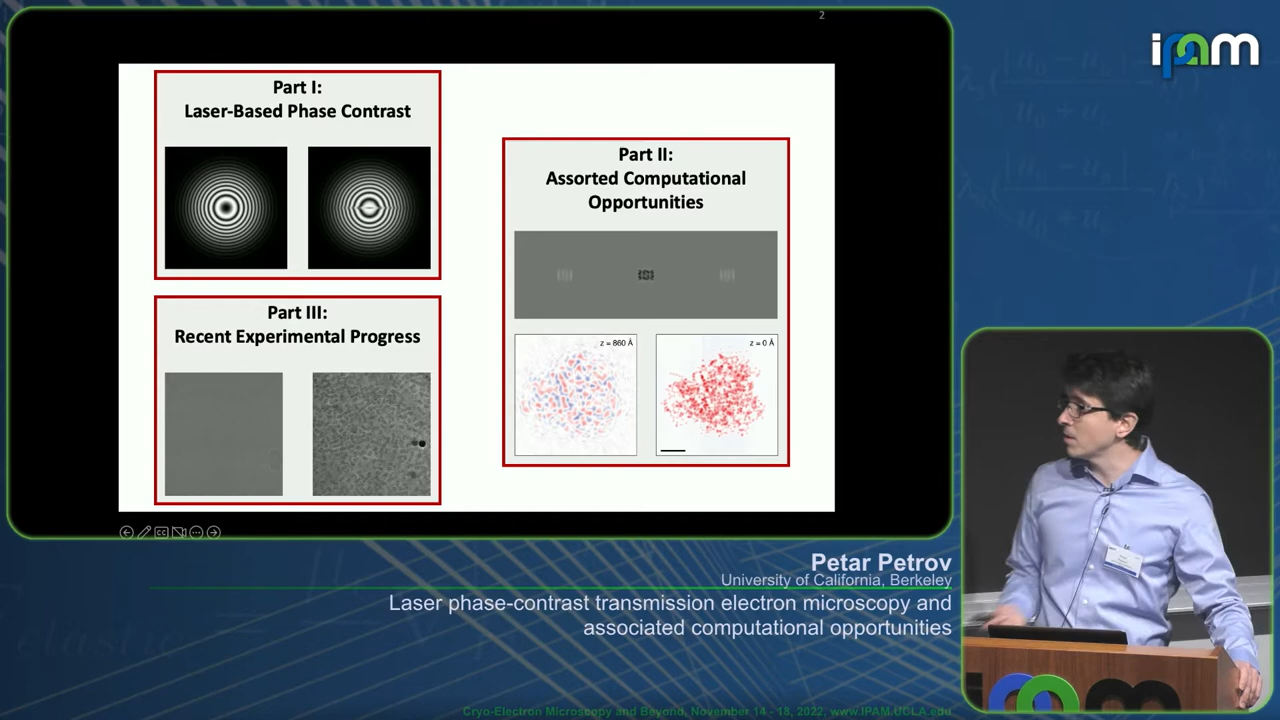 2
Part I:
Laser-Based Phase Contrast
Part II:
Assorted Computational
Opportunities
z = 860 Å
z = 0 Å
Part III:
Recent Experimental Progress
CC
ipam
Petar Petrov
University of California, Berkeley
Laser phase-contrast transmission electron microscopy and
associated computational opportunities
Cryo-Electron Microscopy and Beyond, November 14 - 18, 2022, www.IPAM.UCLA.edu